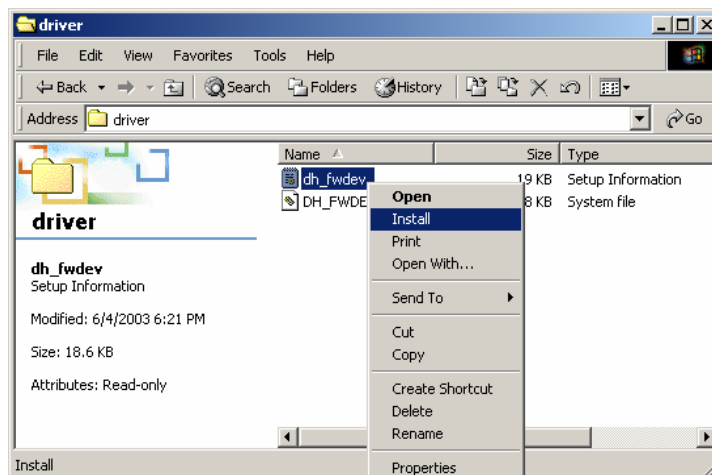 driver
File Edit View Favorites Tools Help
Back Search Folders History
Address driver Go
Name Size Type
dh_fwdev 19 KB Setup Information
DH_FWDE 8 KB System file
driver
dh_fwdev
Setup Information
Modified: 6/4/2003 6:21 PM
Size: 18.6 KB
Attributes: Read-only
Open
Install
Print
Open With...
Send To
Cut
Copy
Create Shortcut
Delete
Rename
Properties
Install